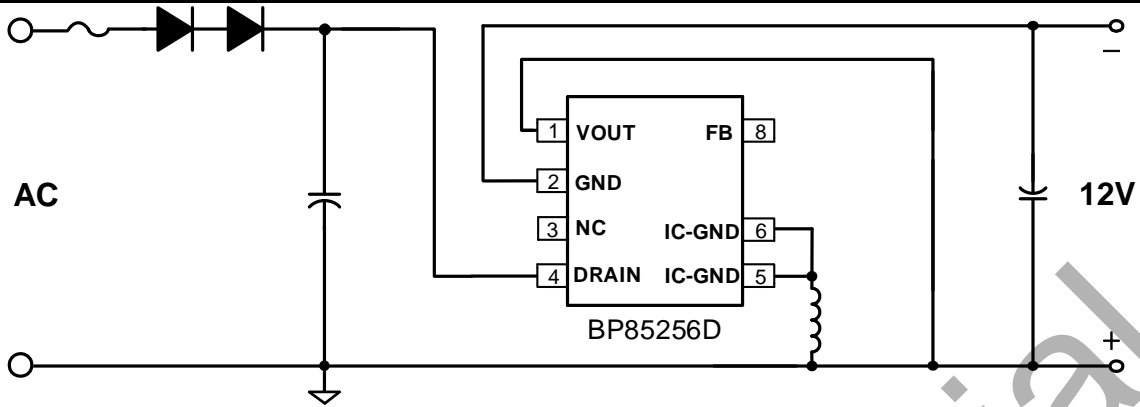 AC
1 VOUT FB 8
2 GND
3 NC IC-GND 6
4 DRAIN IC-GND 5
BP85256D
12V
–
+